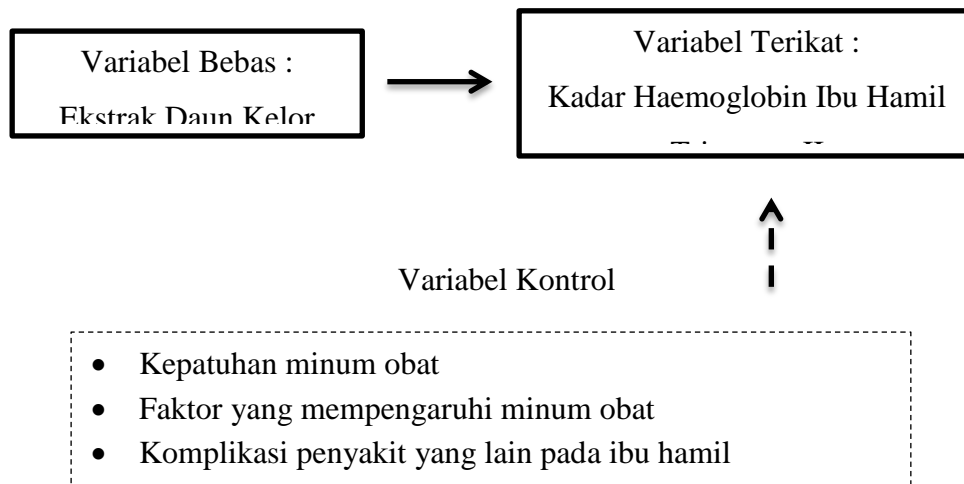 Variabel Bebas :
Ekstrak Daun Kelor
Variabel Terikat :
Kadar Haemoglobin Ibu Hamil
Variabel Kontrol
• Kepatuhan minum obat
• Faktor yang mempengaruhi minum obat
• Komplikasi penyakit yang lain pada ibu hamil